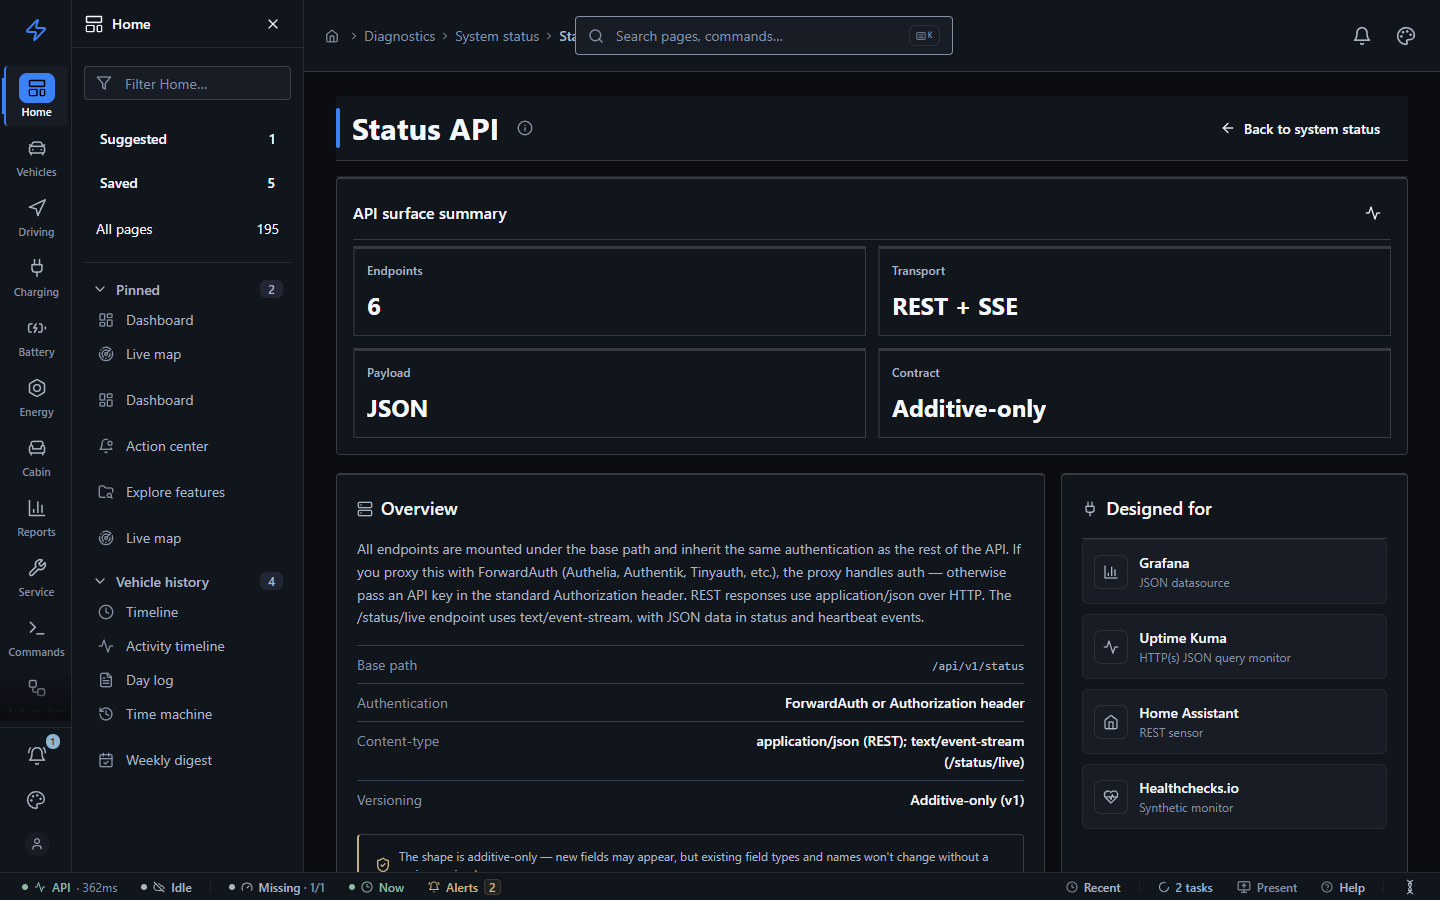 Home
Vehicles
Driving
Charging
Battery
Energy
Cabin
Reports
Service
Commands
1
Home
Filter Home...
Suggested 1
Saved 5
All pages 195
Pinned 2
Dashboard
Live map
Dashboard
Action center
Explore features
Live map
Vehicle history 4
Timeline
Activity timeline
Day log
Time machine
Weekly digest
Diagnostics System status
Search pages, commands... K
Status API
Back to system status
API surface summary
Endpoints
6
Transport
REST + SSE
Payload
JSON
Contract
Additive-only
Overview
All endpoints are mounted under the base path and inherit the same authentication as the rest of the API. If
you proxy this with ForwardAuth (Authelia, Authentik, Tinyauth, etc.), the proxy handles auth — otherwise
pass an API key in the standard Authorization header. REST responses use application/json over HTTP. The
/status/live endpoint uses text/event-stream, with JSON data in status and heartbeat events.
Base path /api/v1/status
Authentication ForwardAuth or Authorization header
Content-type application/json (REST); text/event-stream
(/status/live)
Versioning Additive-only (v1)
The shape is additive-only — new fields may appear, but existing field types and names won't change without a
Designed for
Grafana
JSON datasource
Uptime Kuma
HTTP(s) JSON query monitor
Home Assistant
REST sensor
Healthchecks.io
Synthetic monitor
API · 362ms Idle Missing · 1/1 Now Alerts 2 Recent 2 tasks Present Help